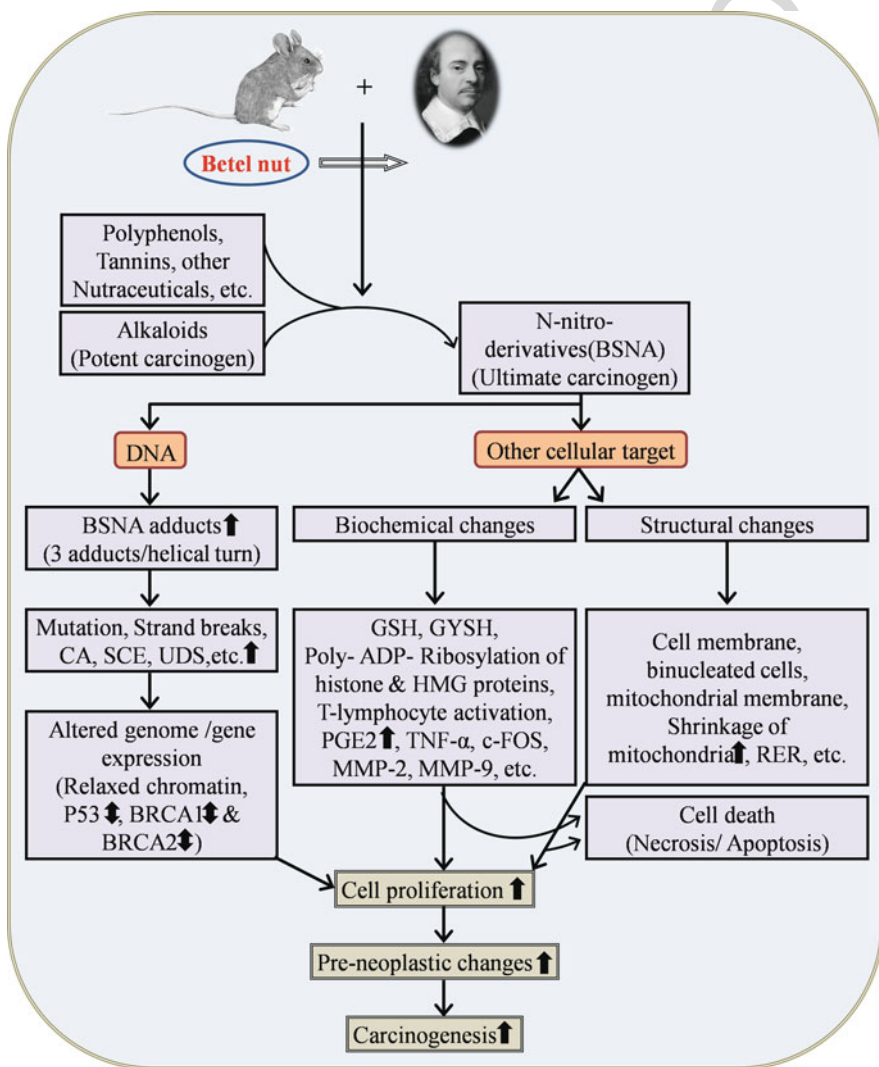 +
Betel nut
Polyphenols,
Tannins, other
Nutraceuticals, etc.
Alkaloids
(Potent carcinogen)
N-nitro-
derivatives(BSNA)
(Ultimate carcinogen)
DNA
Other cellular target
BSNA adducts⬆
(3 adducts/helical turn)
Biochemical changes
Structural changes
Mutation, Strand breaks,
CA, SCE, UDS,etc.⬆
GSH, GYSH,
Poly- ADP- Ribosylation of
histone & HMG proteins,
T-lymphocyte activation,
PGE2⬆, TNF-α, c-FOS,
MMP-2, MMP-9, etc.
Cell membrane,
binucleated cells,
mitochondrial membrane,
Shrinkage of
mitochondria⬆, RER, etc.
Altered genome /gene
expression
(Relaxed chromatin,
P53⬍, BRCA1⬍ &
BRCA2⬍)
Cell death
(Necrosis/ Apoptosis)
Cell proliferation ⬆
Pre-neoplastic changes ⬆
Carcinogenesis⬆